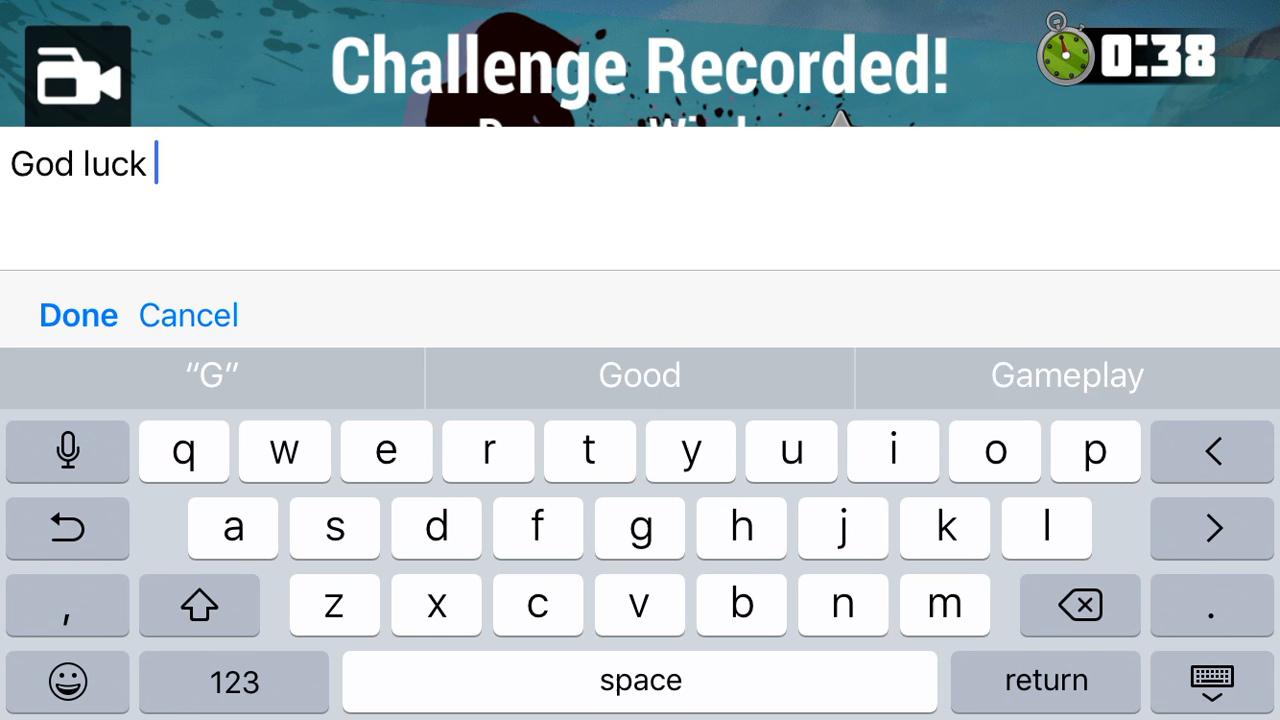 Challenge Recorded!
0:38
God luck
Done Cancel
"G" Good Gameplay
q w e r t y u i o p <
a s d f g h j k l >
, z x c v b n m .
123 space return